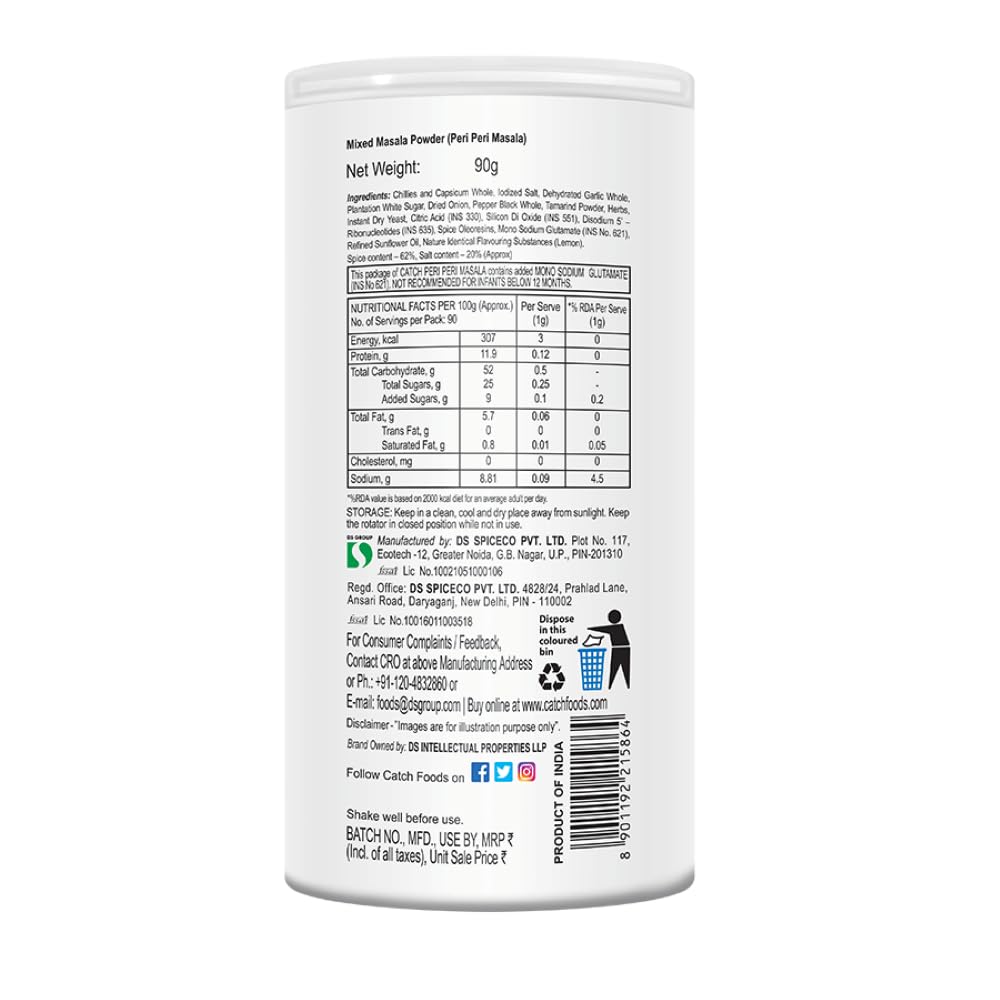 Mixed Masala Powder (Peri Peri Masala)
Net Weight: 90g
Ingredients: Chillies and Capsicum Whole, Iodized Salt, Dehydrated Garlic Whole,
Plantation White Sugar, Dried Onion, Pepper Black Whole, Tamarind Powder, Herbs,
Instant Dry Yeast, Citric Acid (INS 330), Silicon Di Oxide (INS 551), Disodium 5' –
Ribonucleotides (INS 635), Spice Oleoresins, Mono Sodium Glutamate (INS No. 621),
Refined Sunflower Oil, Nature Identical Flavouring Substances (Lemon).
Spice content – 62%, Salt content – 20% (Approx)
This package of CATCH PERI PERI MASALA contains added MONO SODIUM GLUTAMATE
(INS No 621), NOT RECOMMENDED FOR INFANTS BELOW 12 MONTHS.
NUTRITIONAL FACTS PER 100g (Approx.) Per Serve *% RDA Per Serve
No. of Servings per Pack: 90 (1g) (1g)
Energy, kcal 307 3 0
Protein, g 11.9 0.12 0
Total Carbohydrate, g 52 0.5 -
Total Sugars, g 25 0.25 -
Added Sugars, g 9 0.1 0.2
Total Fat, g 5.7 0.06 0
Trans Fat, g 0 0 0
Saturated Fat, g 0.8 0.01 0.05
Cholesterol, mg 0 0 0
Sodium, g 8.81 0.09 4.5
*%RDA value is based on 2000 kcal diet for an average adult per day.
STORAGE: Keep in a clean, cool and dry place away from sunlight. Keep
the rotator in closed position while not in use.
DS GROUP
Manufactured by: DS SPICECO PVT. LTD. Plot No. 117,
Ecotech -12, Greater Noida, G.B. Nagar, U.P., PIN-201310
fssai Lic No.10021051000106
Regd. Office: DS SPICECO PVT. LTD. 4828/24, Prahlad Lane,
Ansari Road, Daryaganj, New Delhi, PIN - 110002
fssai Lic No.10016011003518
For Consumer Complaints / Feedback,
Contact CRO at above Manufacturing Address
or Ph.: +91-120-4832860 or
E-mail: foods@dsgroup.com | Buy online at www.catchfoods.com
Dispose
in this
coloured
bin
Disclaimer -"Images are for illustration purpose only".
Brand Owned by: DS INTELLECTUAL PROPERTIES LLP
Follow Catch Foods on
Shake well before use.
BATCH NO., MFD., USE BY, MRP ₹
(Incl. of all taxes), Unit Sale Price ₹
PRODUCT OF INDIA
8 901192 215864